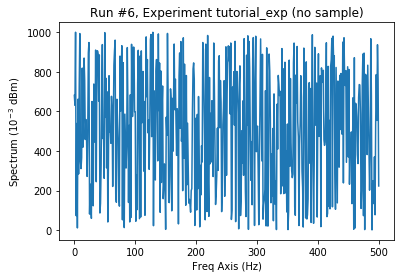 Run #6, Experiment tutorial_exp (no sample)
1000
800
600
400
200
0
Spectrum (10⁻³ dBm)
0 100 200 300 400 500
Freq Axis (Hz)